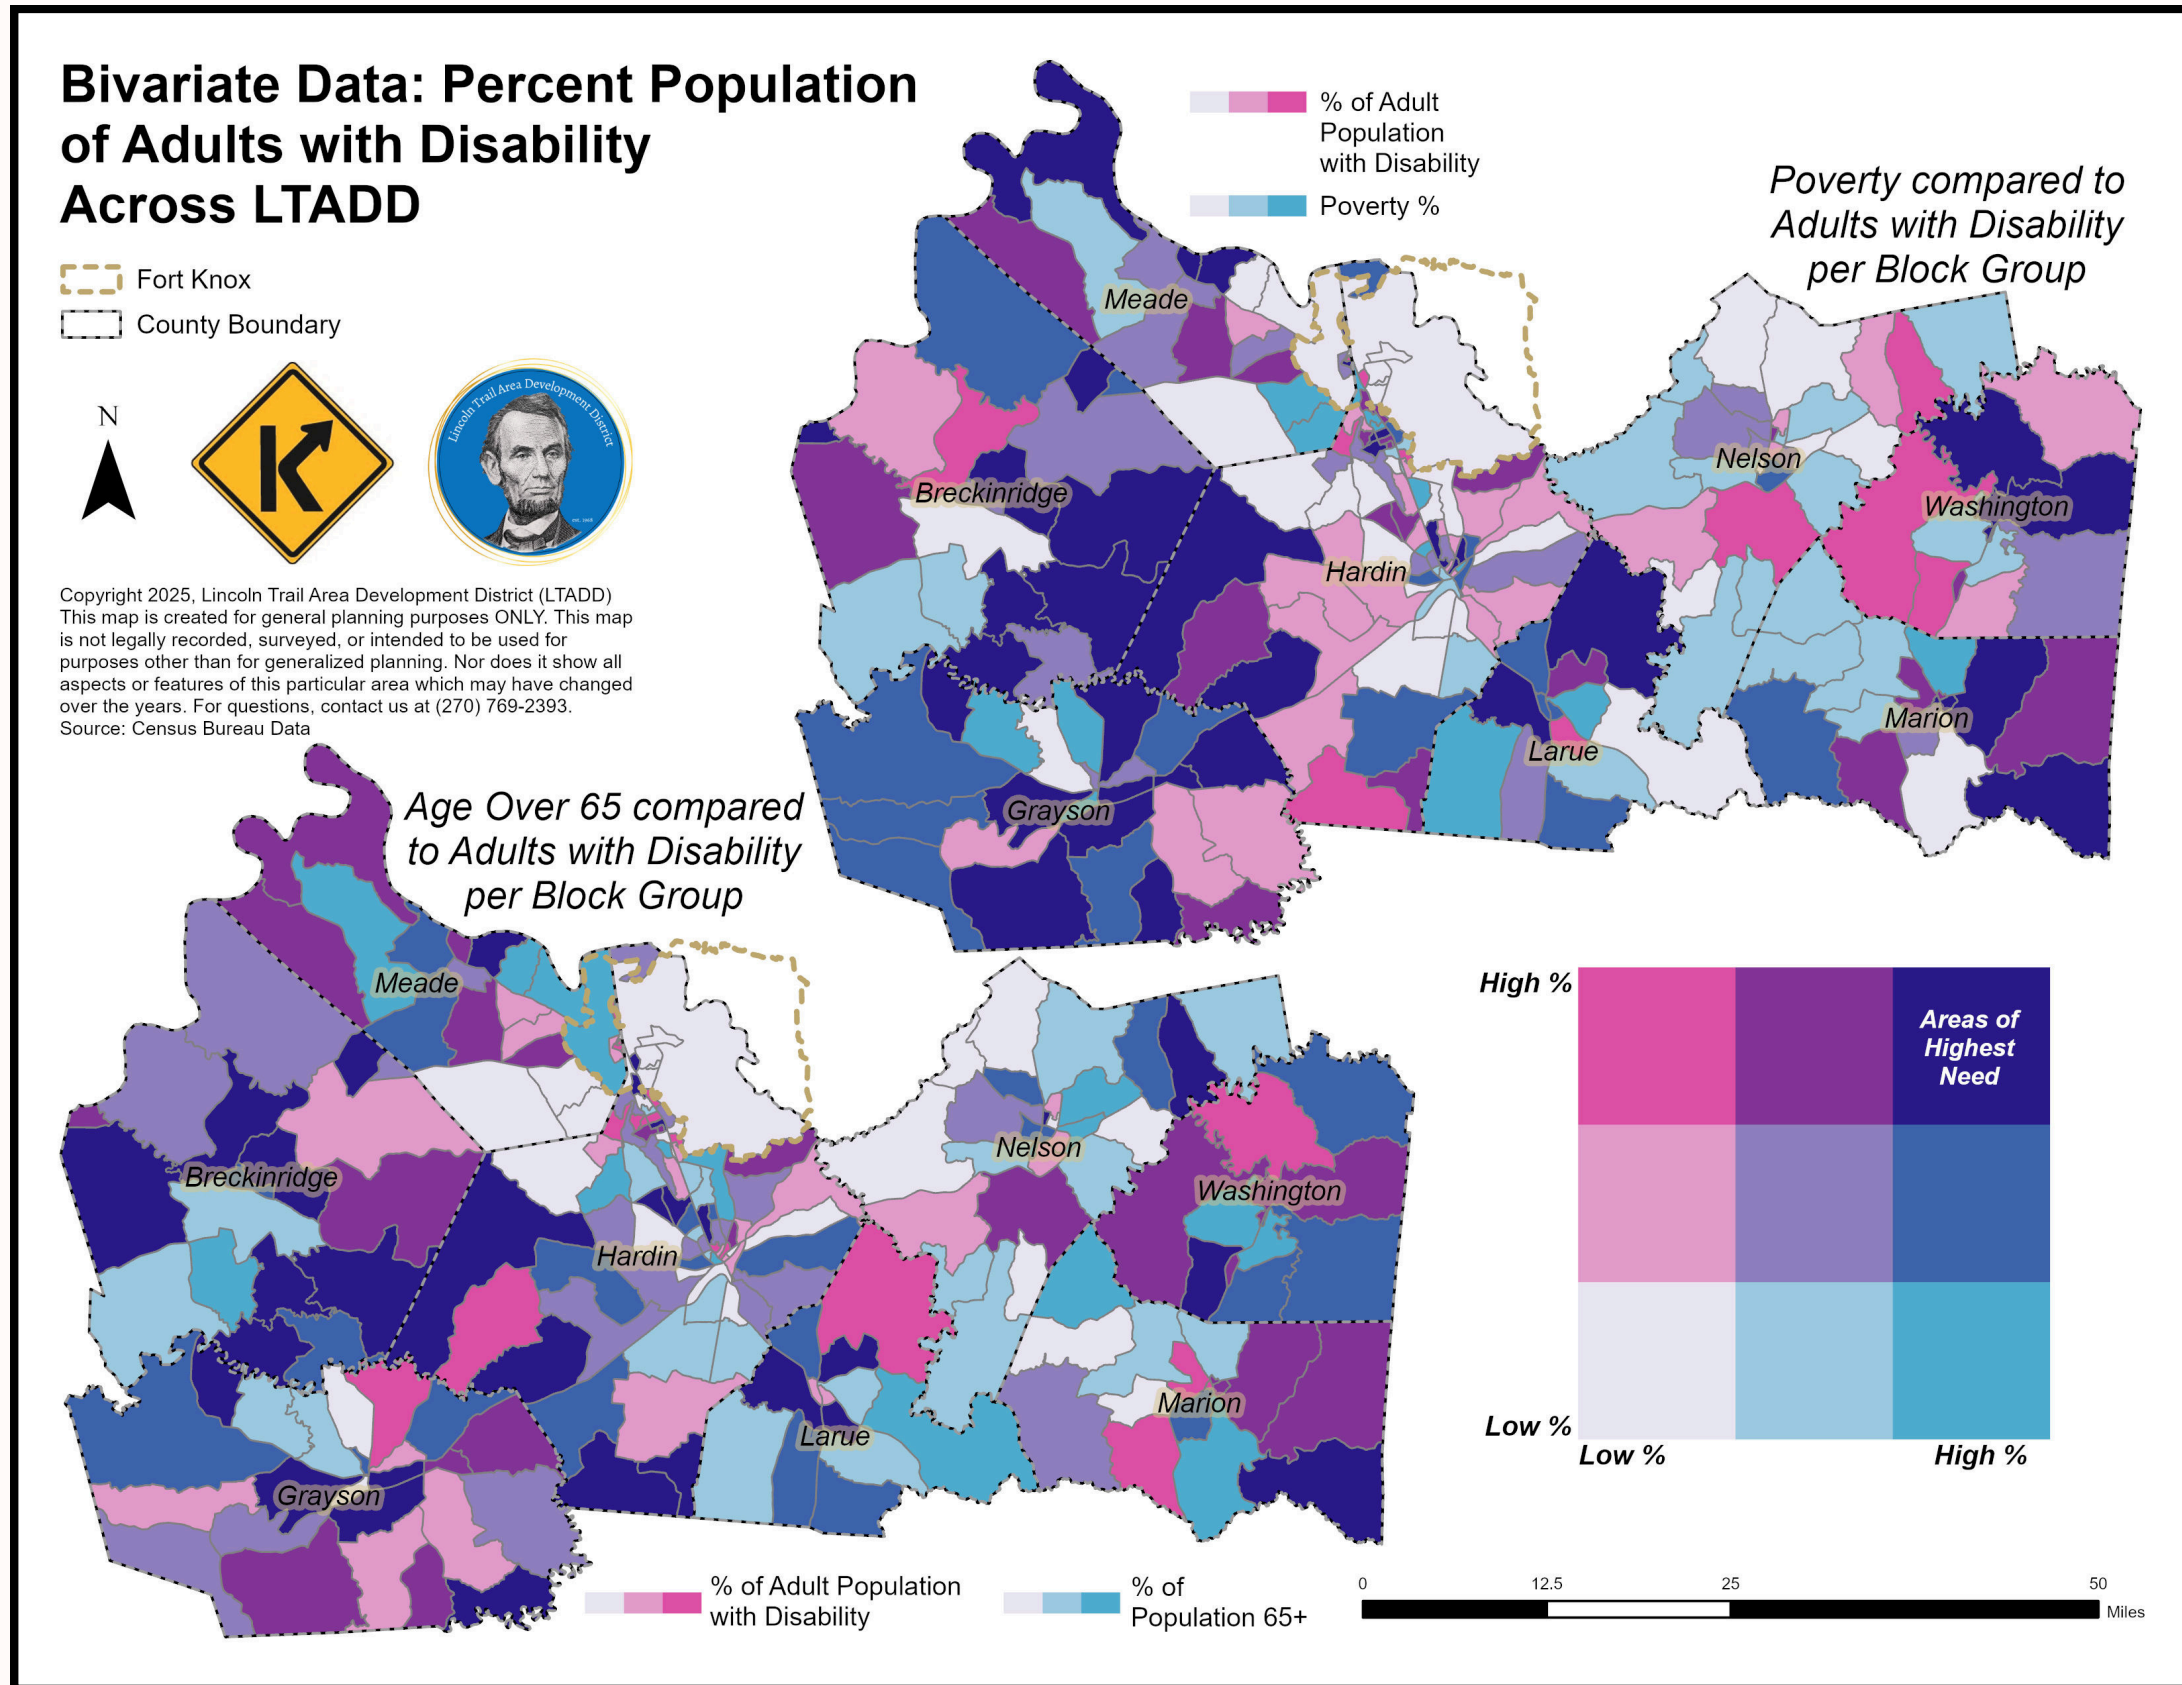 Bivariate Data: Percent Population
of Adults with Disability
Across LTADD
Fort Knox
County Boundary
N
K
Lincoln Trail Area Development District
est. 1968
Copyright 2025, Lincoln Trail Area Development District (LTADD)
This map is created for general planning purposes ONLY. This map
is not legally recorded, surveyed, or intended to be used for
purposes other than for generalized planning. Nor does it show all
aspects or features of this particular area which may have changed
over the years. For questions, contact us at (270) 769-2393.
Source: Census Bureau Data
% of Adult
Population
with Disability
Poverty %
Poverty compared to
Adults with Disability
per Block Group
Meade
Breckinridge
Hardin
Nelson
Washington
Marion
Larue
Grayson
Age Over 65 compared
to Adults with Disability
per Block Group
Meade
Breckinridge
Hardin
Nelson
Washington
Marion
Larue
Grayson
High %
Areas of
Highest
Need
Low %
Low %
High %
% of Adult Population
with Disability
% of
Population 65+
0
12.5
25
50
Miles